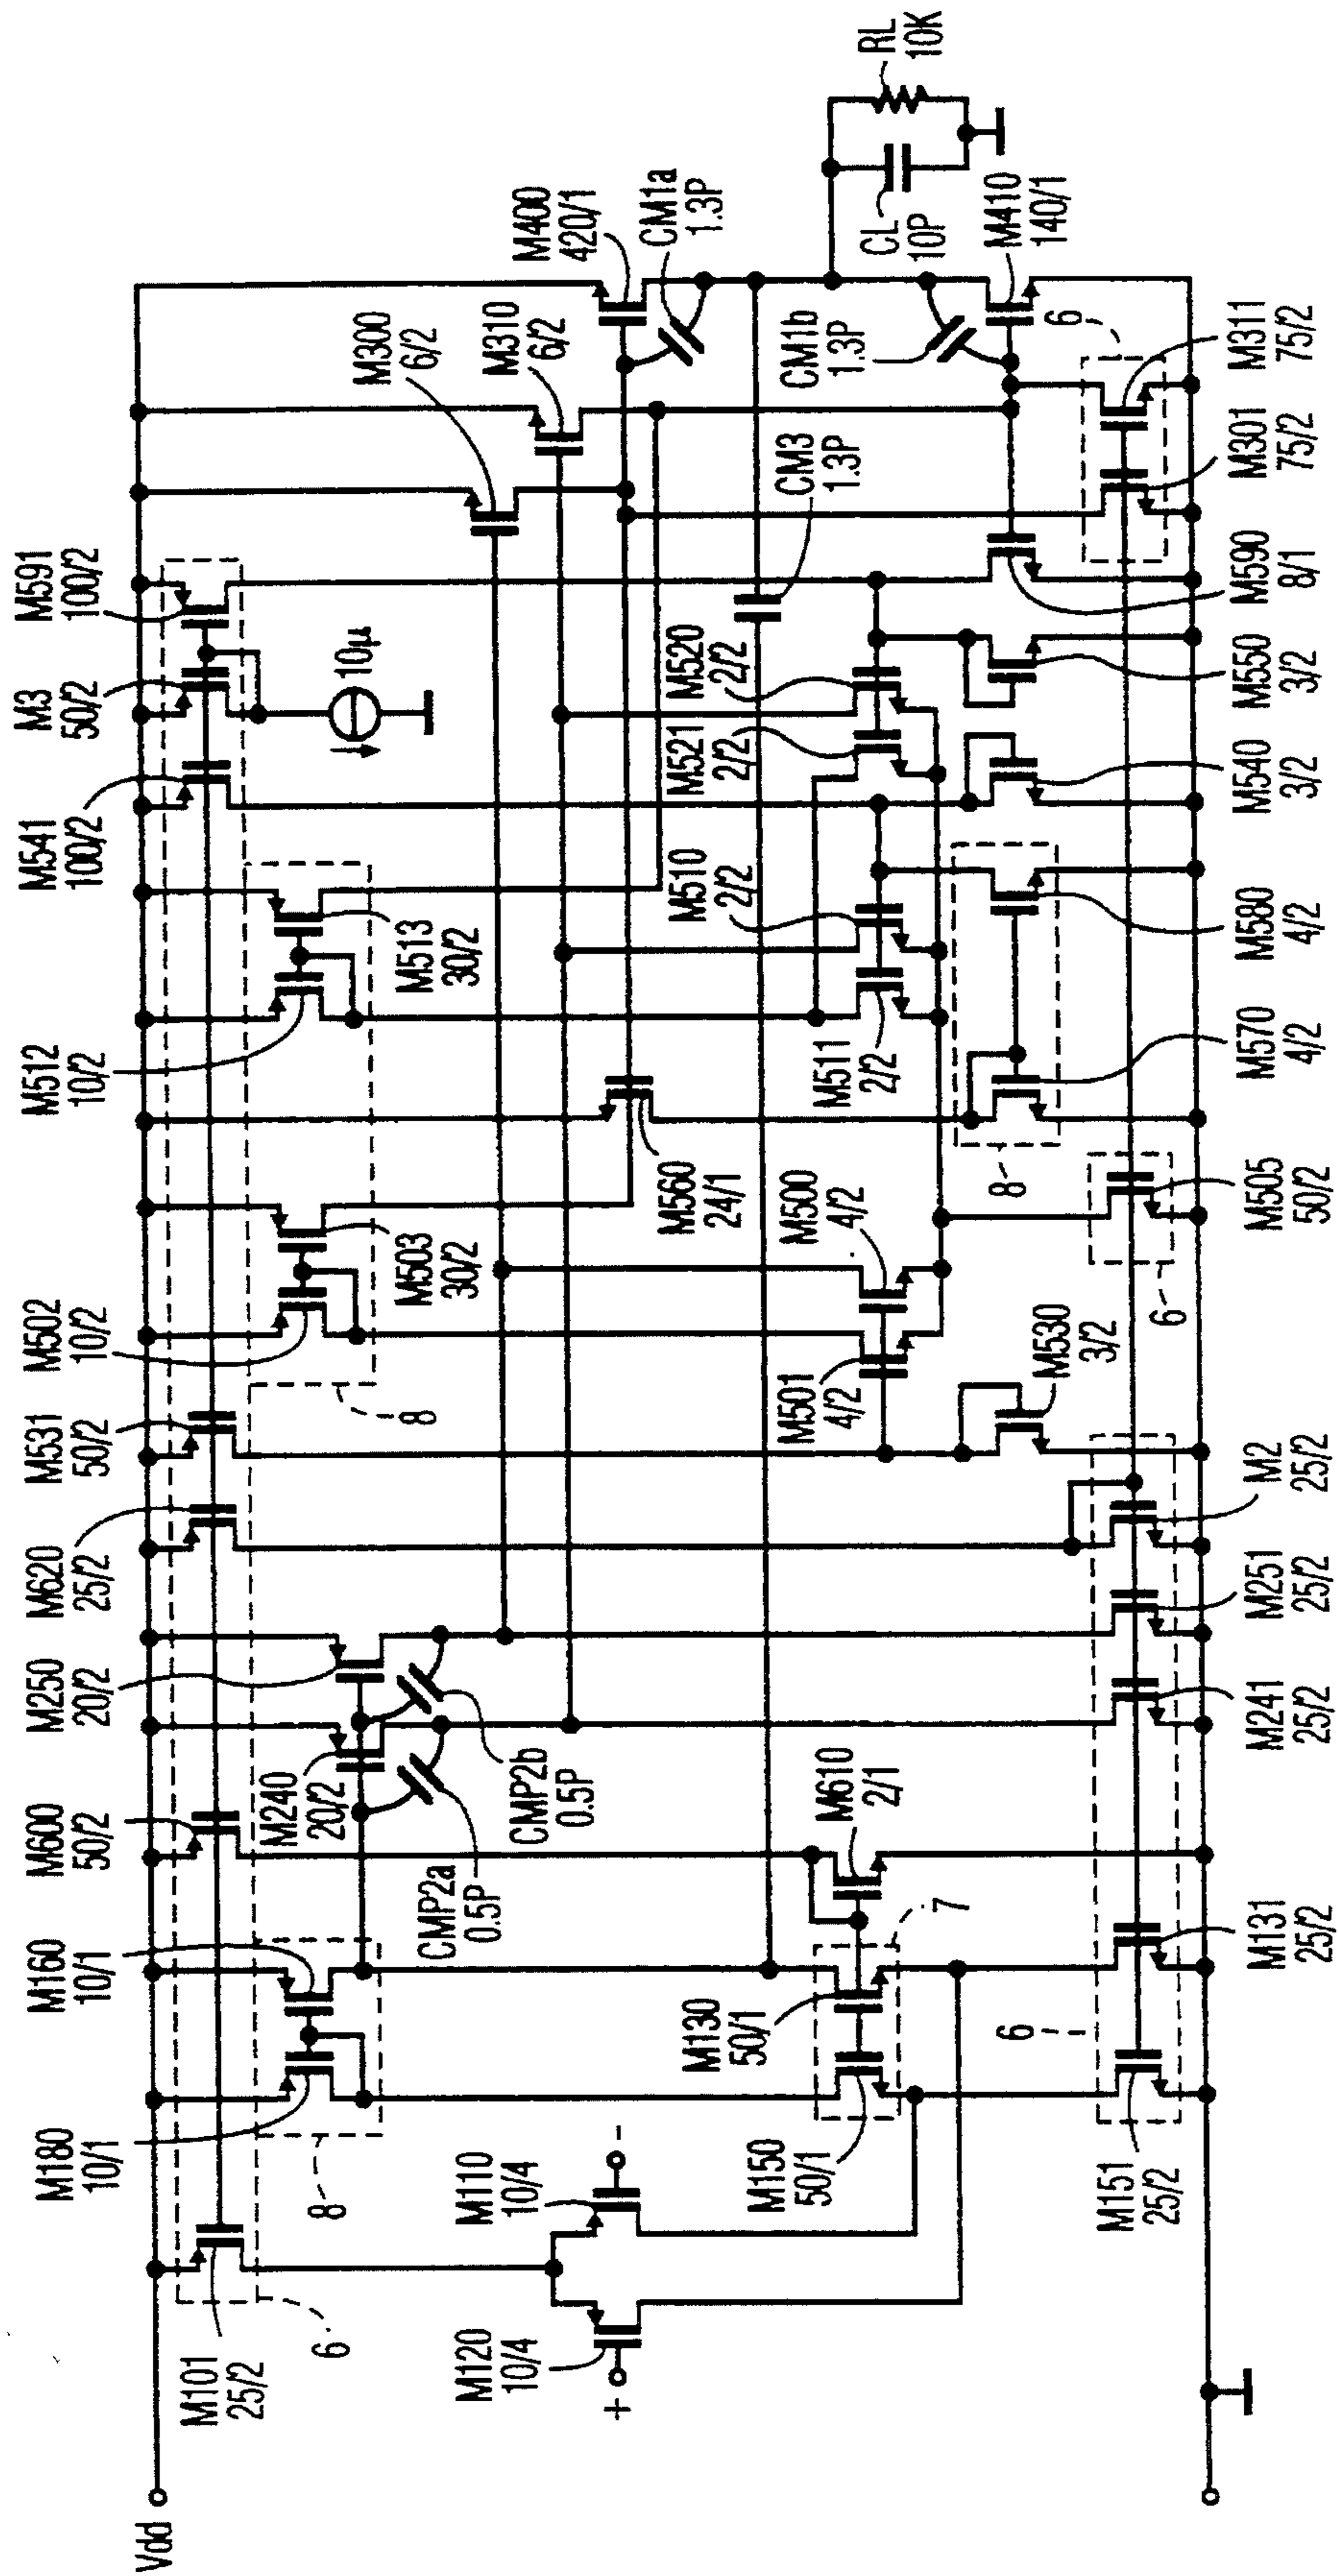 Vdd
M101
25/2
6
M120
10/4
+
M110
10/4
-
M180
10/1
8
M160
10/1
M600
50/2
M240
20/2
CMP2a
0.5P
M250
20/2
CMP2b
0.5P
M620
25/2
M531
50/2
M502
10/2
8
M503
30/2
M512
10/2
M513
30/2
M541
100/2
M3
50/2
10µ
M591
100/2
M300
6/2
M310
6/2
M400
420/1
CM1a
1.3P
CM3
1.3P
CM1b
1.3P
CL
10P
RL
10K
M410
140/1
M150
50/1
M130
50/1
7
M610
2/1
M501
4/2
M500
4/2
M560
24/1
M511
2/2
M510
2/2
M521
2/2
M520
2/2
M530
3/2
8
6
6
6
M151
25/2
M131
25/2
M241
25/2
M251
25/2
M2
25/2
M505
50/2
M570
4/2
M580
4/2
M540
3/2
M550
3/2
M590
8/1
M301
75/2
M311
75/2